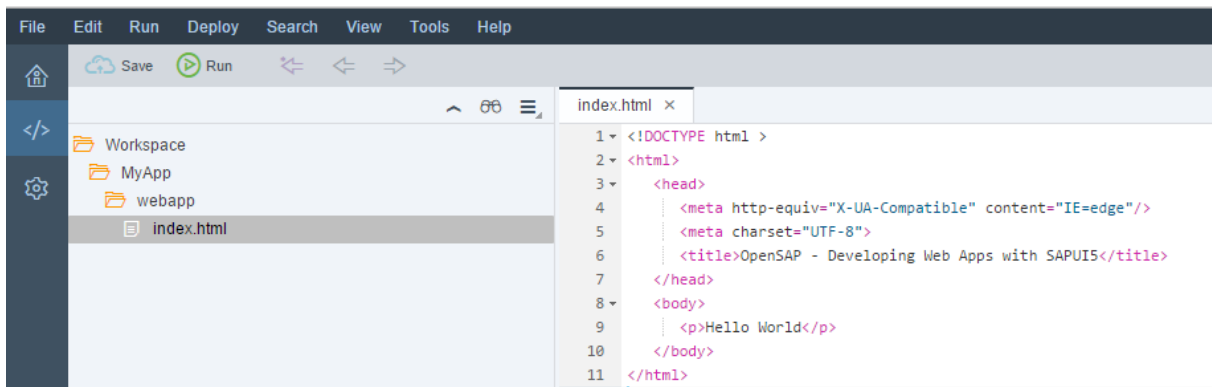 File Edit Run Deploy Search View Tools Help
Save Run
index.html ×
Workspace
MyApp
webapp
index.html
1 <!DOCTYPE html >
2 <html>
3 <head>
4 <meta http-equiv="X-UA-Compatible" content="IE=edge"/>
5 <meta charset="UTF-8">
6 <title>OpenSAP - Developing Web Apps with SAPUI5</title>
7 </head>
8 <body>
9 <p>Hello World</p>
10 </body>
11 </html>